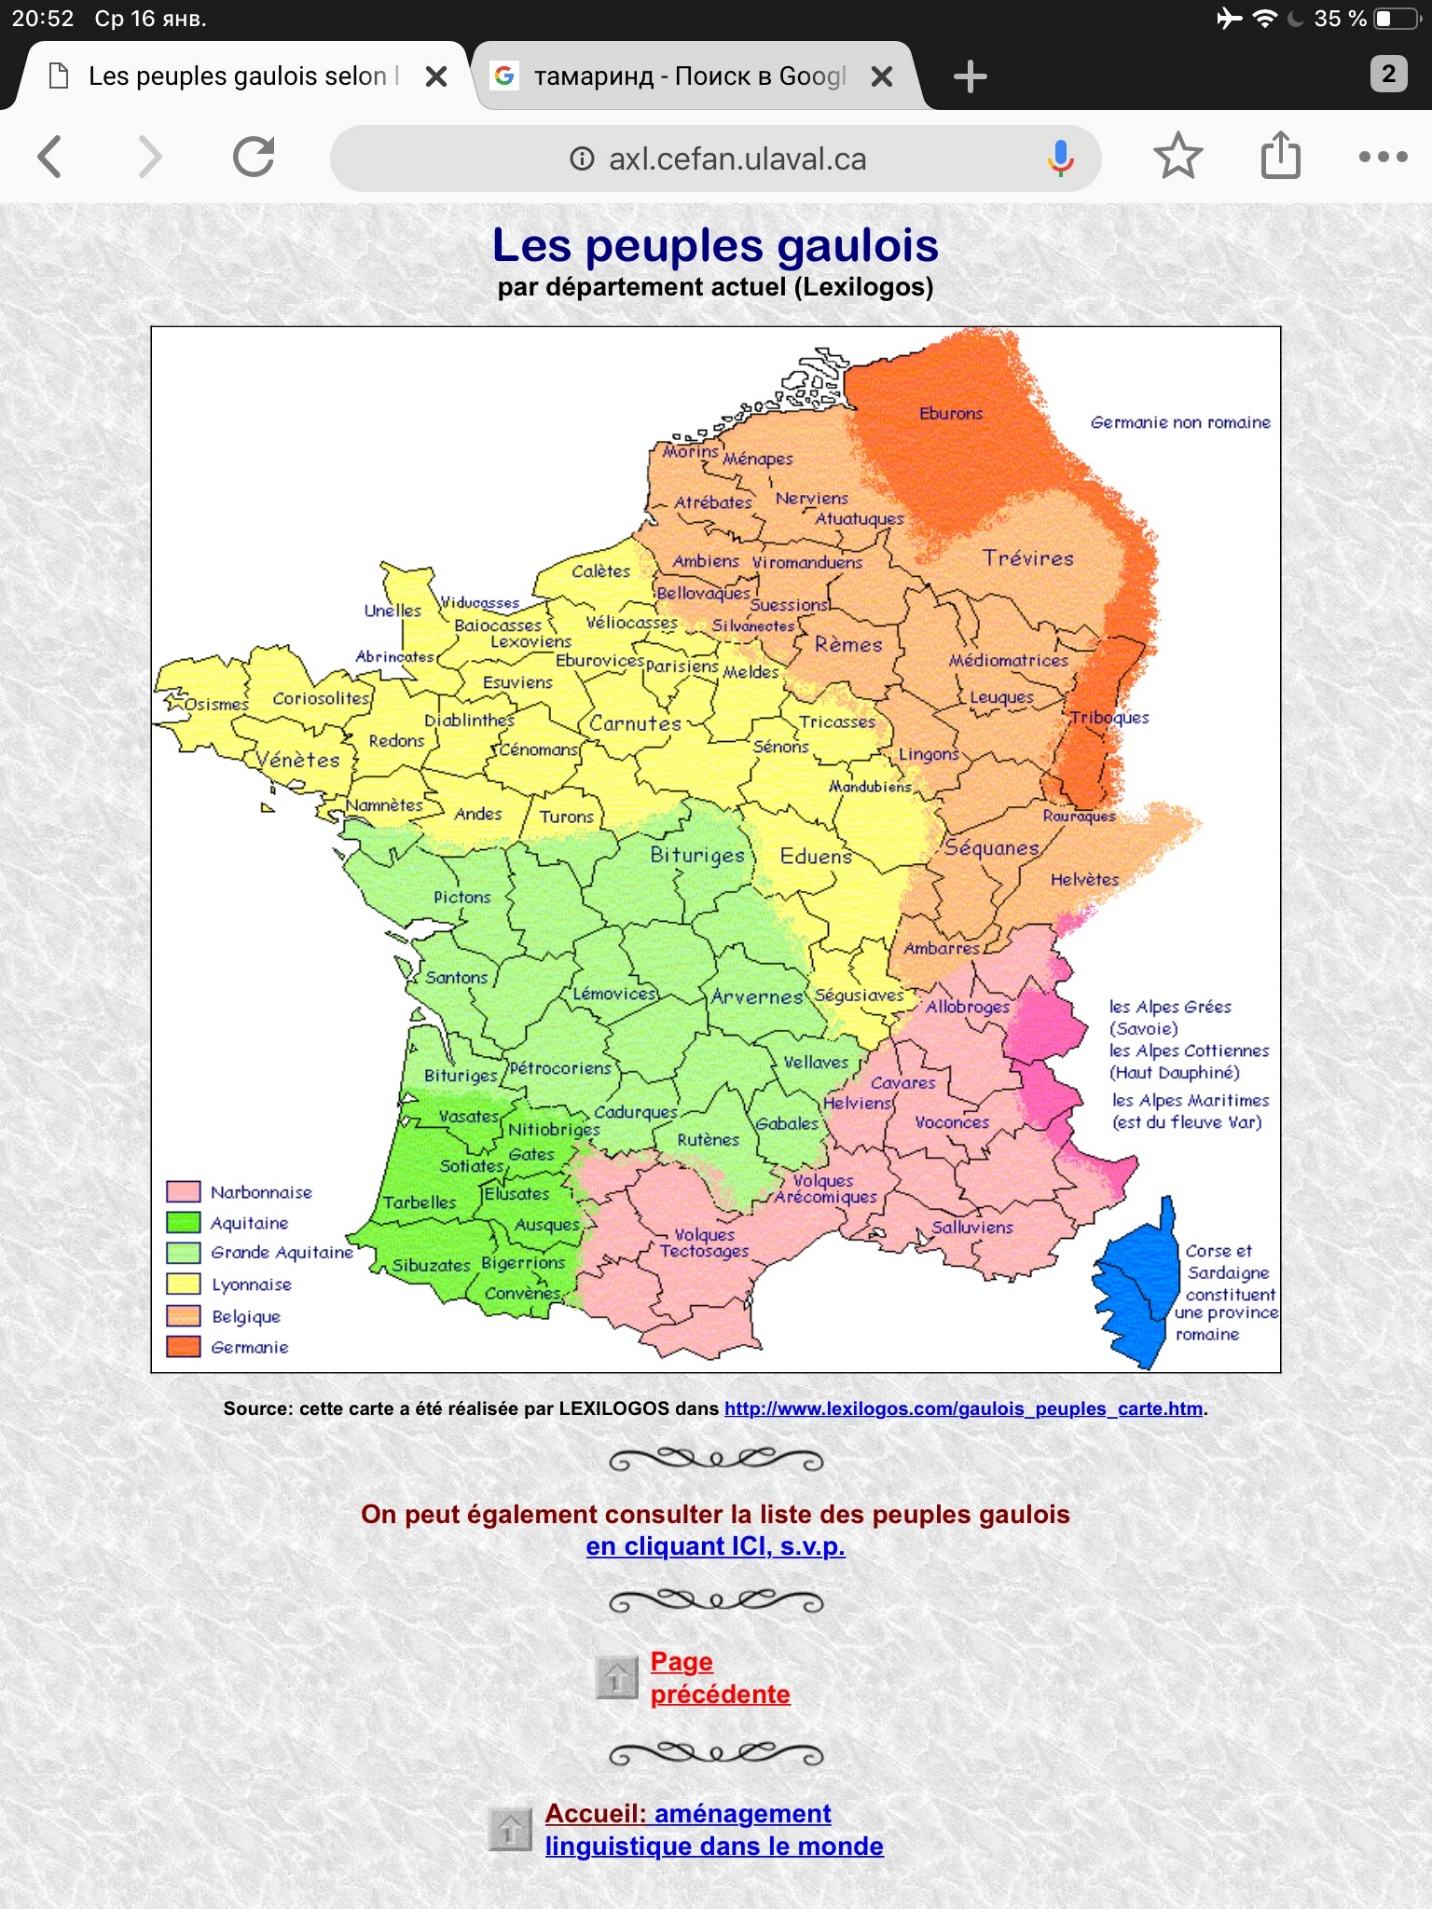 20:52 Ср 16 янв.
35 %
Les peuples gaulois selon l
тамаринд - Поиск в Googl
2
axl.cefan.ulaval.ca
Les peuples gaulois
par département actuel (Lexilogos)
Eburons
Germanie non romaine
Morins
Ménapes
Atrébates
Nerviens
Atuatuques
Trévires
Ambiens
Viromanduens
Calètes
Bellovaques
Suessions
Unelles
Viducasses
Baiocasses
Véliocasses
Silvanectes
Lexoviens
Rèmes
Abrincates
Eburovices
Parisiens
Meldes
Médiomatrices
Esuviens
Osismes
Coriosolites
Leuques
Diablinthes
Carnutes
Tricasses
Triboques
Redons
Cénomans
Sénons
Lingons
Vénètes
Mandubiens
Namnètes
Andes
Turons
Rauraques
Bituriges
Eduens
Séquanes
Helvètes
Pictons
Ambarres
Santons
Lémovices
Arvernes
Ségusiaves
Allobroges
les Alpes Grées
(Savoie)
les Alpes Cottiennes
(Haut Dauphiné)
les Alpes Maritimes
(est du fleuve Var)
Bituriges
Pétrocoriens
Vellaves
Cavares
Helviens
Vasates
Nitiobriges
Cadurques
Gabales
Voconces
Rutènes
Gates
Sotiates
Tarbelles
Elusates
Volques
Arécomiques
Ausques
Volques
Tectosages
Salluviens
Sibuzates
Bigerrions
Convènes
Narbonnaise
Aquitaine
Grande Aquitaine
Lyonnaise
Belgique
Germanie
Corse et
Sardaigne
constituent
une province
romaine
Source: cette carte a été réalisée par LEXILOGOS dans http://www.lexilogos.com/gaulois_peuples_carte.htm.
On peut également consulter la liste des peuples gaulois
en cliquant ICI, s.v.p.
Page
précédente
Accueil: aménagement
linguistique dans le monde